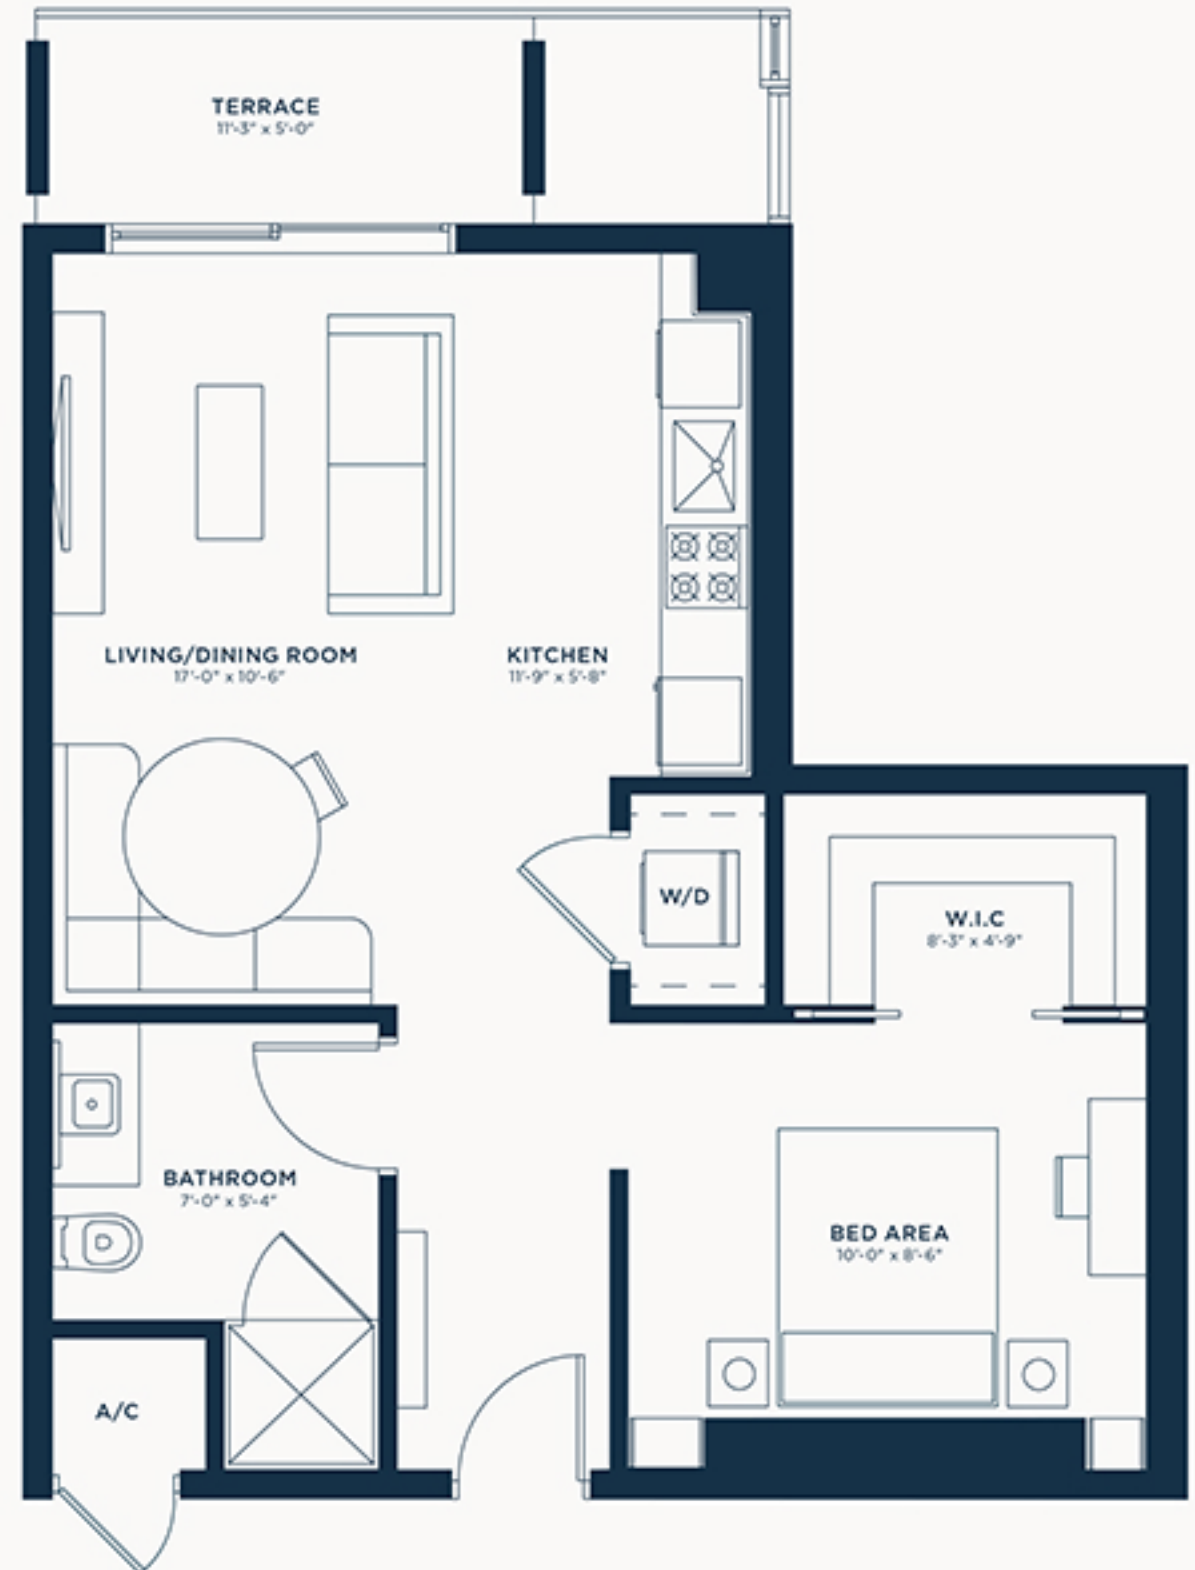 TERRACE
11'-3" x 5'-0"
LIVING/DINING ROOM
17'-0" x 10'-6"
KITCHEN
11'-9" x 5'-8"
W/D
W.I.C
8'-3" x 4'-9"
BATHROOM
7'-0" x 5'-4"
BED AREA
10'-0" x 8'-6"
A/C